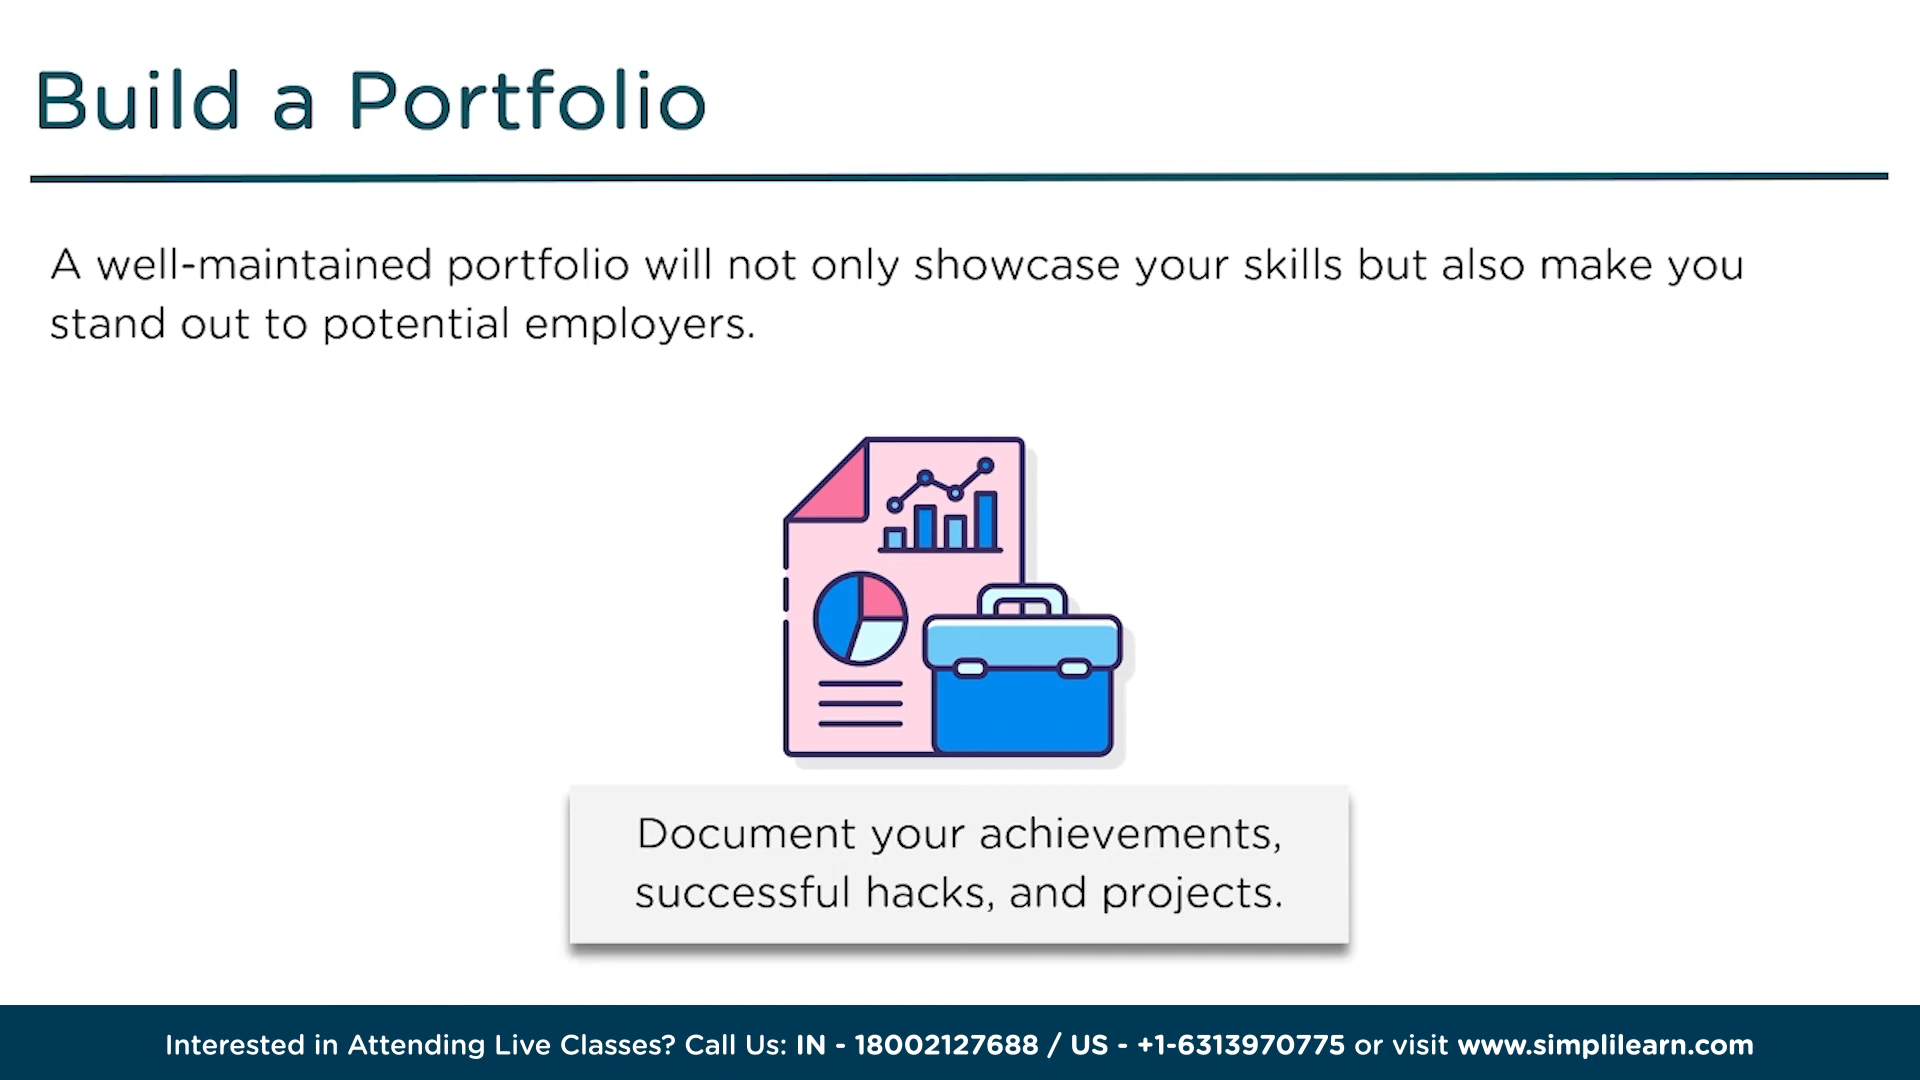 Build a Portfolio
A well-maintained portfolio will not only showcase your skills but also make you
stand out to potential employers.
Document your achievements,
successful hacks, and projects.
Interested in Attending Live Classes? Call Us: IN - 18002127688 / US - +1-6313970775 or visit www.simplilearn.com